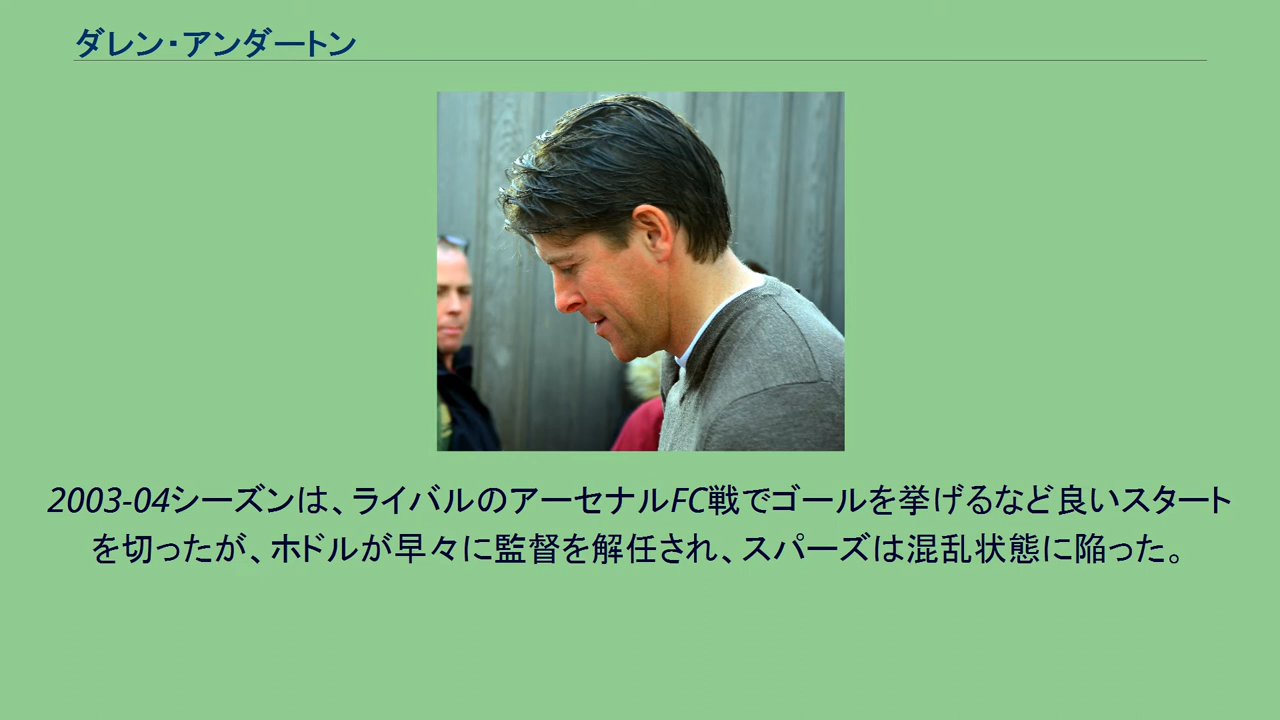 ダレン・アンダートン
2003-04シーズンは、ライバルのアーセナルFC戦でゴールを挙げるなど良いスタート
を切ったが、ホドルが早々に監督を解任され、スパーズは混乱状態に陥った。